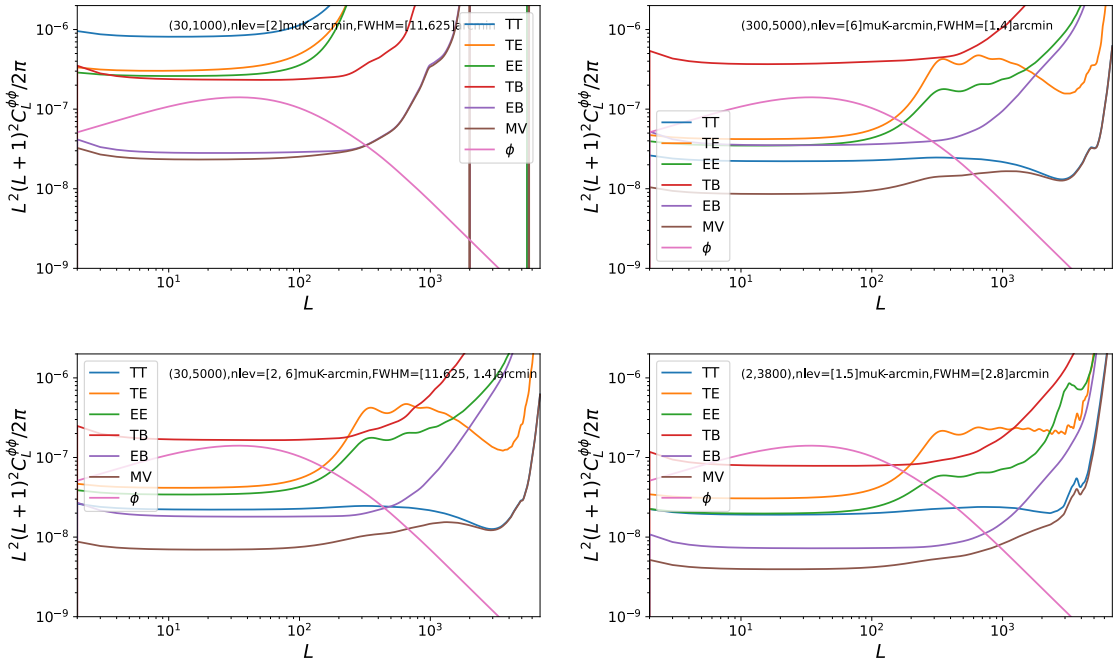 (30,1000),nlev=[2]muK-arcmin,FWHM=[11.625]arcmin
TT
TE
EE
TB
EB
MV
ϕ
10⁻⁶
10⁻⁷
10⁻⁸
10⁻⁹
L²(L + 1)²C_L^ϕϕ/2π
10¹
10²
10³
L
(300,5000),nlev=[6]muK-arcmin,FWHM=[1.4]arcmin
TT
TE
EE
TB
EB
MV
ϕ
10⁻⁶
10⁻⁷
10⁻⁸
10⁻⁹
L²(L + 1)²C_L^ϕϕ/2π
10¹
10²
10³
L
(30,5000),nlev=[2, 6]muK-arcmin,FWHM=[11.625, 1.4]arcmin
TT
TE
EE
TB
EB
MV
ϕ
10⁻⁶
10⁻⁷
10⁻⁸
10⁻⁹
L²(L + 1)²C_L^ϕϕ/2π
10¹
10²
10³
L
(2,3800),nlev=[1.5]muK-arcmin,FWHM=[2.8]arcmin
TT
TE
EE
TB
EB
MV
ϕ
10⁻⁶
10⁻⁷
10⁻⁸
10⁻⁹
L²(L + 1)²C_L^ϕϕ/2π
10¹
10²
10³
L